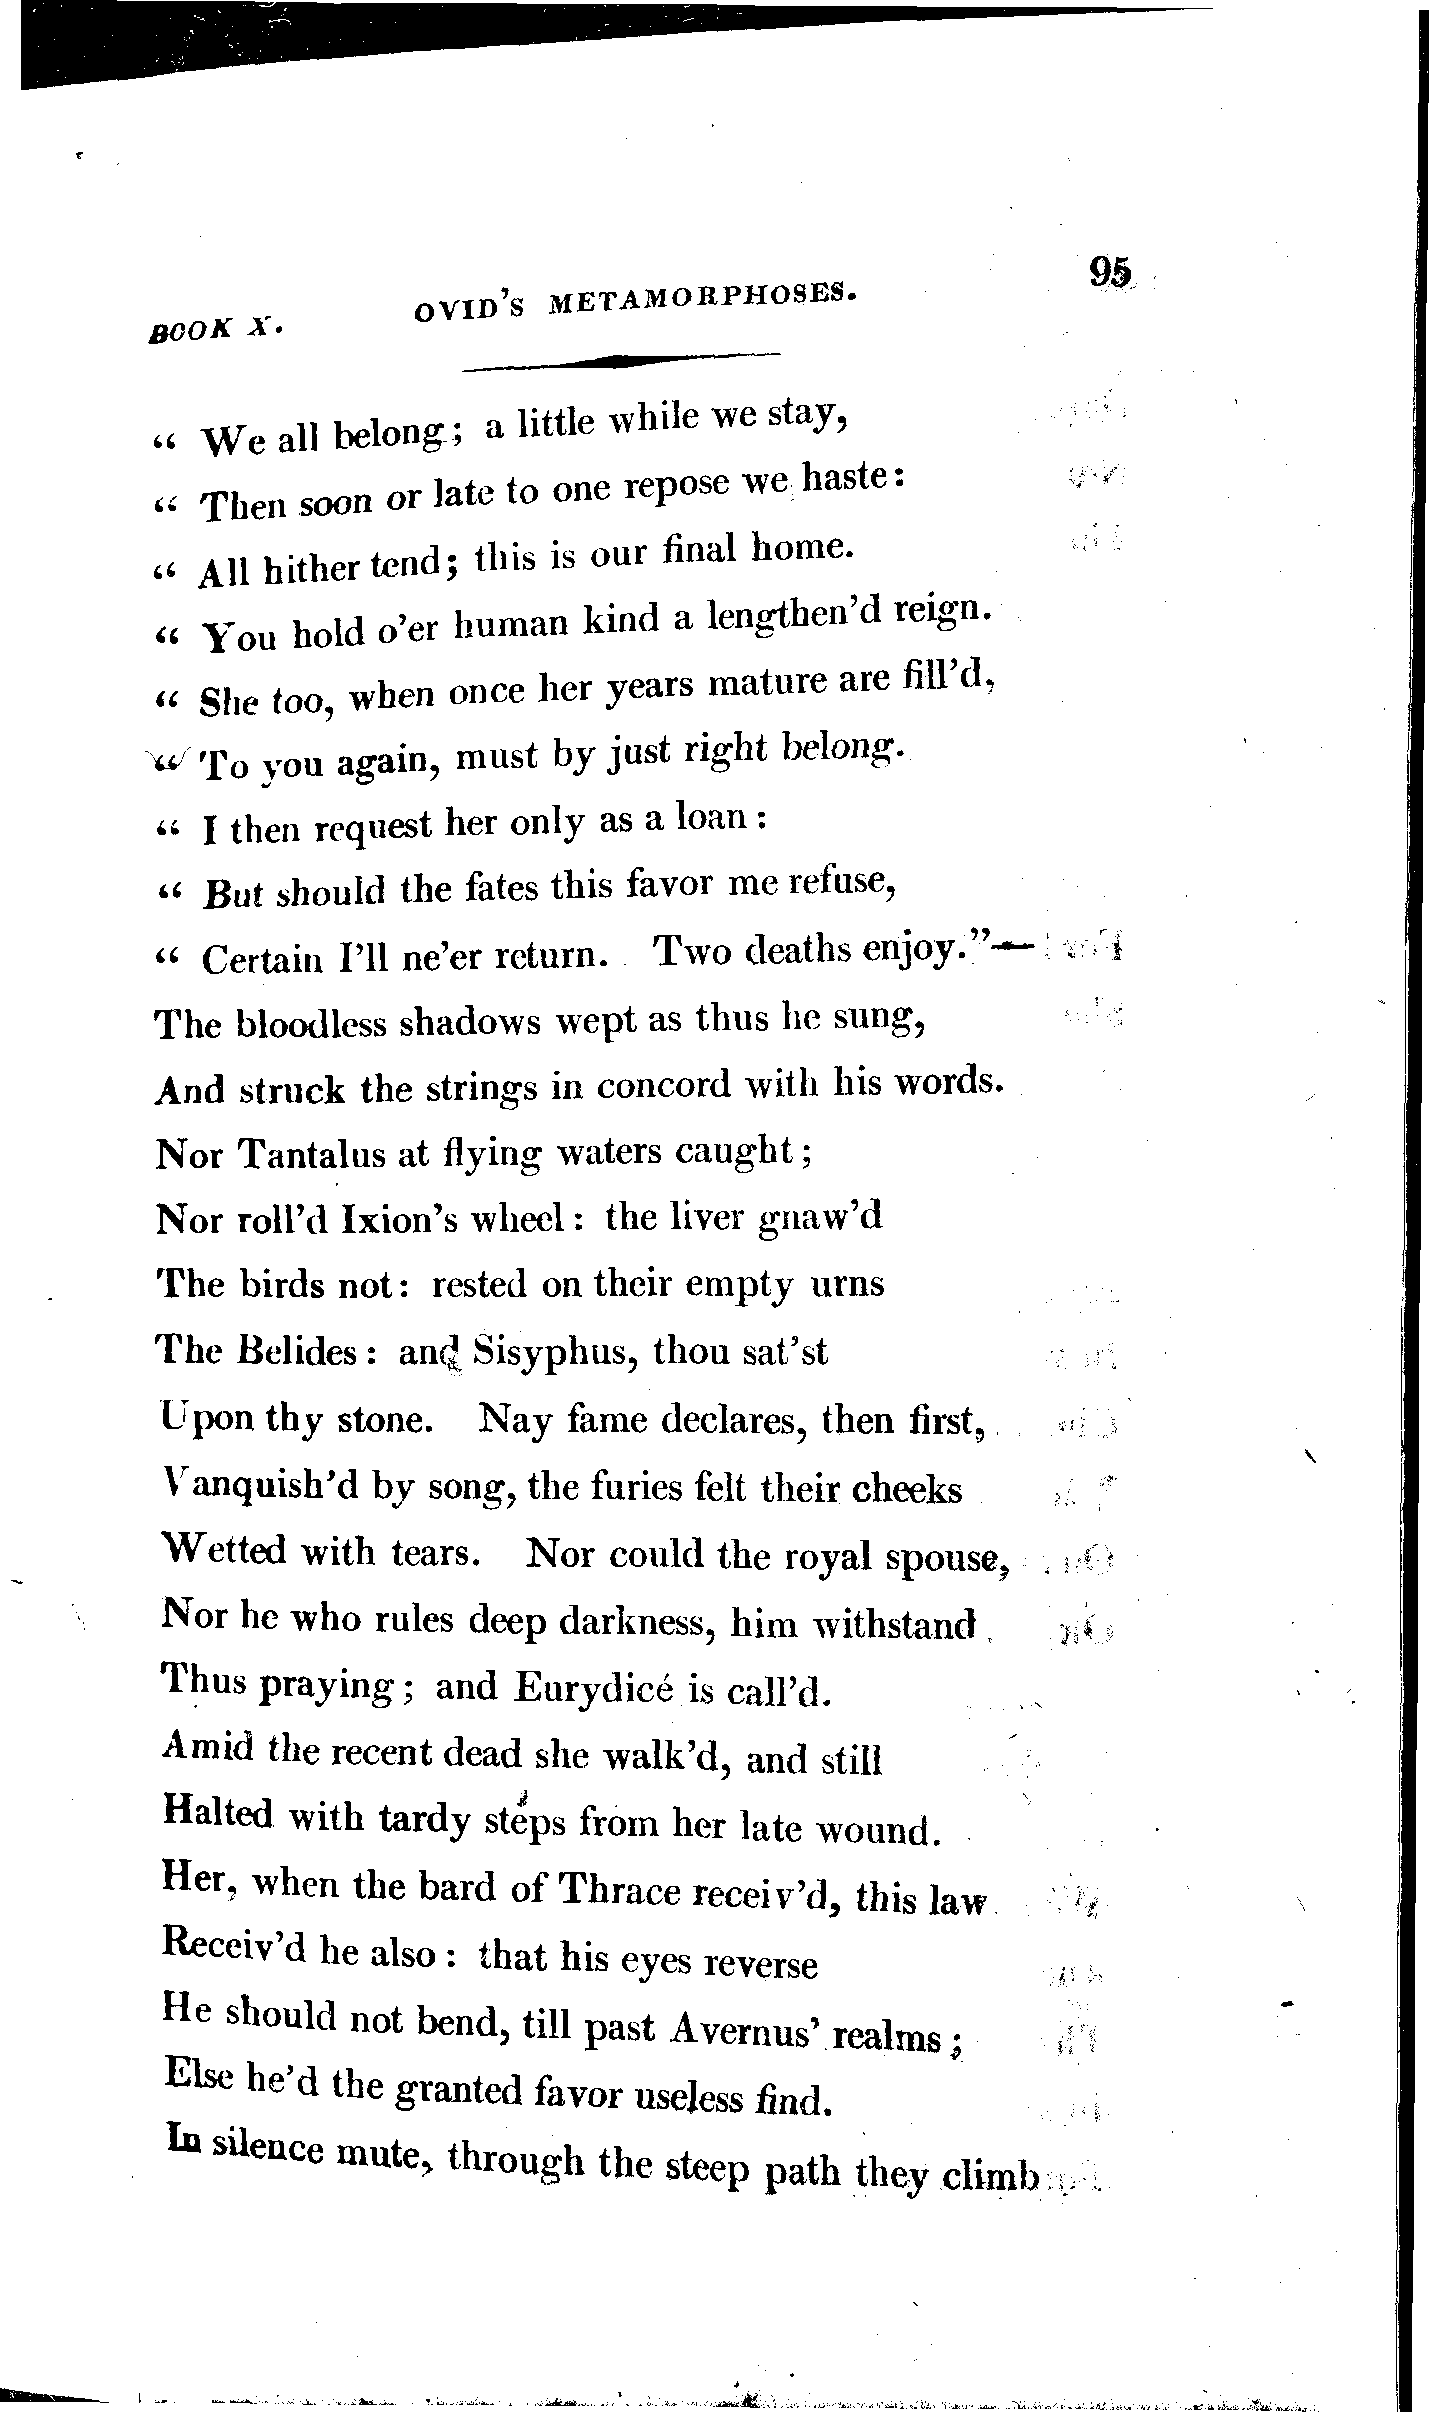 BOOK X. OVID'S METAMORPHOSES. 95
“ We all belong; a little while we stay,
“ Then soon or late to one repose we haste:
“ All hither tend; this is our final home.
“ You hold o'er human kind a lengthen'd reign.
“ She too, when once her years mature are fill'd,
“ To you again, must by just right belong.
“ I then request her only as a loan:
“ But should the fates this favor me refuse,
“ Certain I'll ne'er return. Two deaths enjoy.”—
The bloodless shadows wept as thus he sung,
And struck the strings in concord with his words.
Nor Tantalus at flying waters caught;
Nor roll'd Ixion's wheel: the liver gnaw'd
The birds not: rested on their empty urns
The Belides: and Sisyphus, thou sat'st
Upon thy stone. Nay fame declares, then first,
Vanquish'd by song, the furies felt their cheeks
Wetted with tears. Nor could the royal spouse,
Nor he who rules deep darkness, him withstand
Thus praying; and Eurydicé is call'd.
Amid the recent dead she walk'd, and still
Halted with tardy steps from her late wound.
Her, when the bard of Thrace receiv'd, this law
Receiv'd he also: that his eyes reverse
He should not bend, till past Avernus' realms;
Else he'd the granted favor useless find.
In silence mute, through the steep path they climb